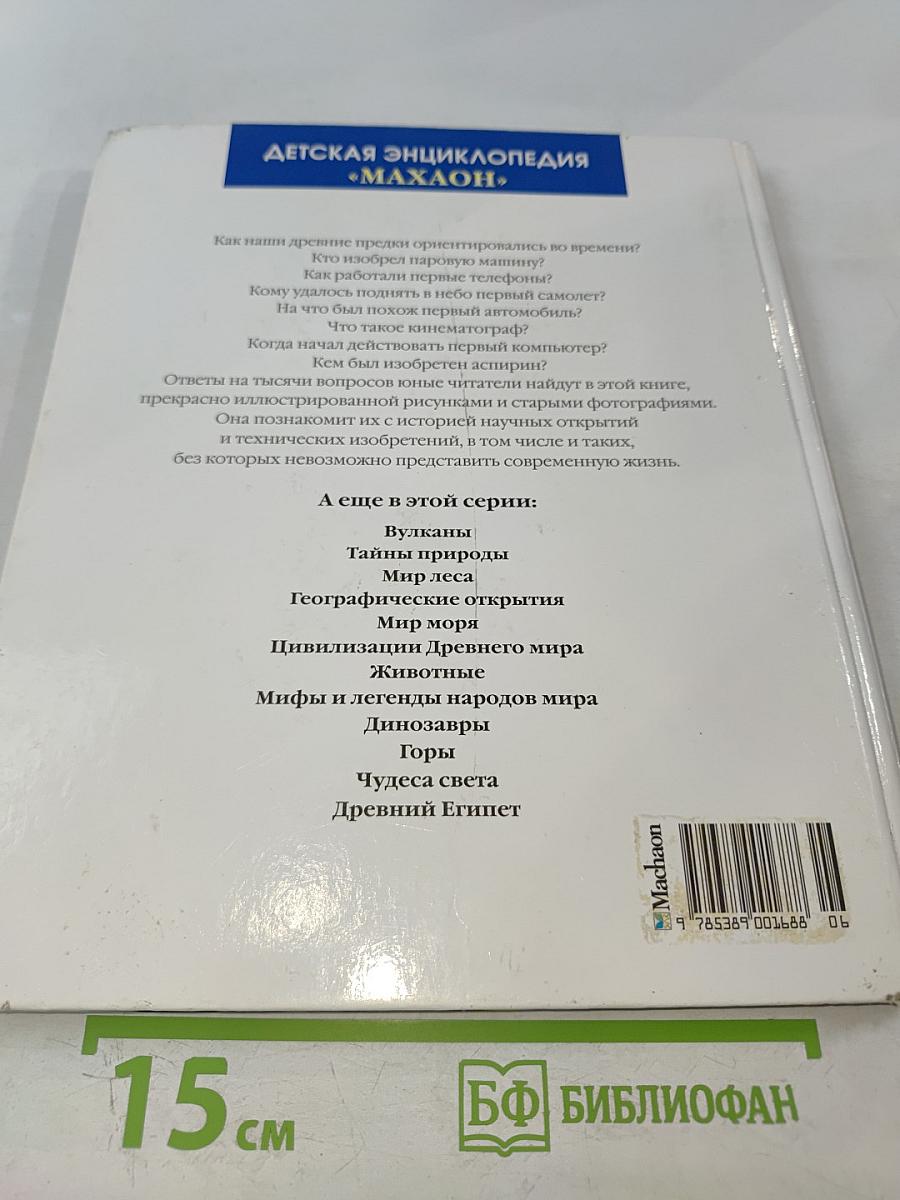 ДЕТСКАЯ ЭНЦИКЛОПЕДИЯ
«МАХАОН»
Как наши древние предки ориентировались во времени?
Кто изобрел паровую машину?
Как работали первые телефоны?
Кому удалось поднять в небо первый самолет?
На что был похож первый автомобиль?
Что такое кинематограф?
Когда начал действовать первый компьютер?
Кем был изобретен аспирин?
Ответы на тысячи вопросов юные читатели найдут в этой книге,
прекрасно иллюстрированной рисунками и старыми фотографиями.
Она познакомит их с историей научных открытий
и технических изобретений, в том числе и таких,
без которых невозможно представить современную жизнь.
А еще в этой серии:
Вулканы
Тайны природы
Мир леса
Географические открытия
Мир моря
Цивилизации Древнего мира
Животные
Мифы и легенды народов мира
Динозавры
Горы
Чудеса света
Древний Египет
Machaon
9 785389 001688 06
15 см
БФ БИБЛИОФАН